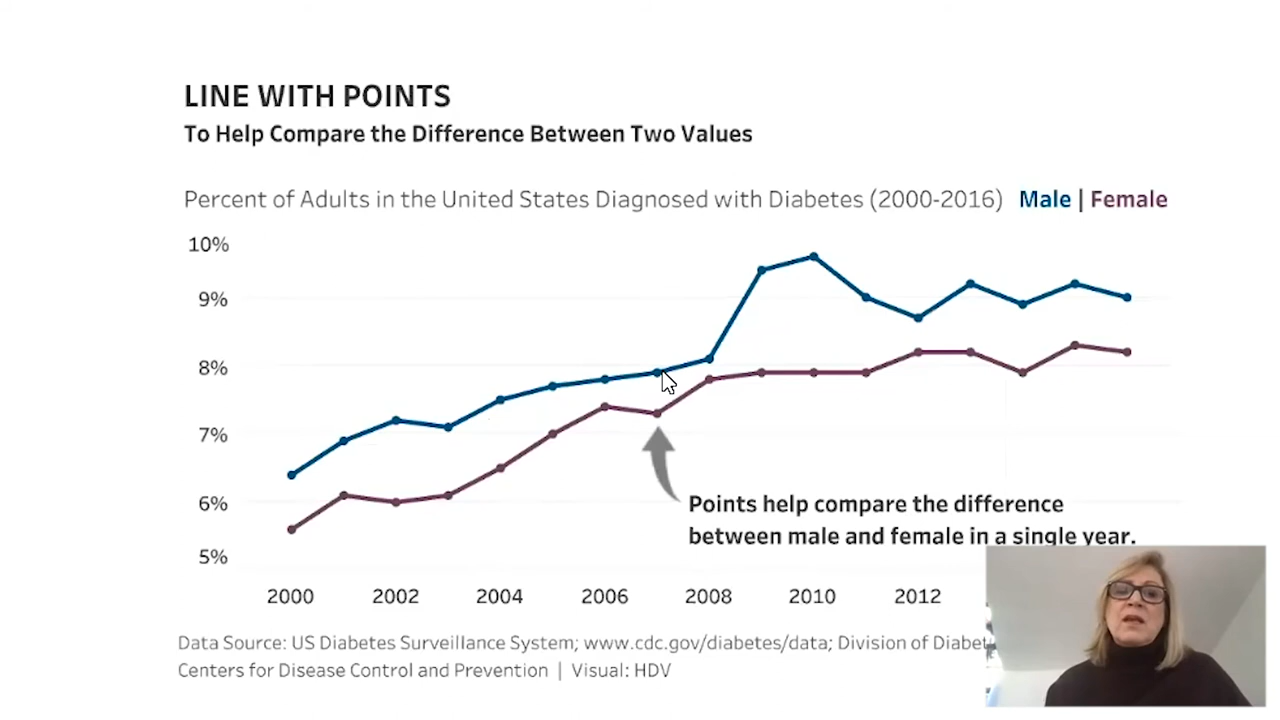 LINE WITH POINTS
To Help Compare the Difference Between Two Values
Percent of Adults in the United States Diagnosed with Diabetes (2000-2016) Male | Female
10%
9%
8%
7%
6%
5%
Points help compare the difference
between male and female in a single year.
2000 2002 2004 2006 2008 2010 2012
Data Source: US Diabetes Surveillance System; www.cdc.gov/diabetes/data; Division of
Centers for Disease Control and Prevention | Visual: HDV